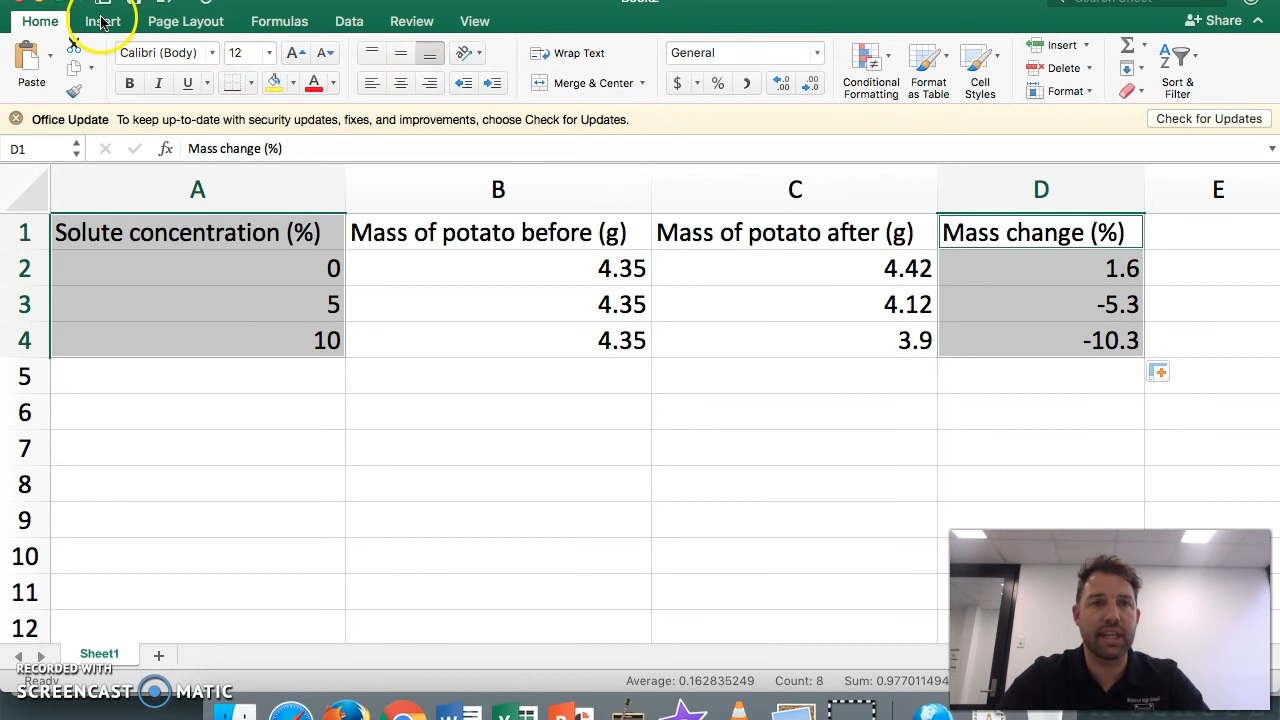 Home Insert Page Layout Formulas Data Review View Share
Paste Calibri (Body) 12 Wrap Text General Insert
B I U Merge & Center $ % Conditional Formatting Format as Table Cell Styles Delete Format Sort & Filter
Office Update To keep up-to-date with security updates, fixes, and improvements, choose Check for Updates. Check for Updates
D1 fx Mass change (%)
A B C D E
1 Solute concentration (%) Mass of potato before (g) Mass of potato after (g) Mass change (%)
2 0 4.35 4.42 1.6
3 5 4.35 4.12 -5.3
4 10 4.35 3.9 -10.3
5
6
7
8
9
10
11
12
Sheet1
RECORDED WITH
Ready Average: 0.162835249 Count: 8 Sum: 0.977011494
SCREENCAST MATIC